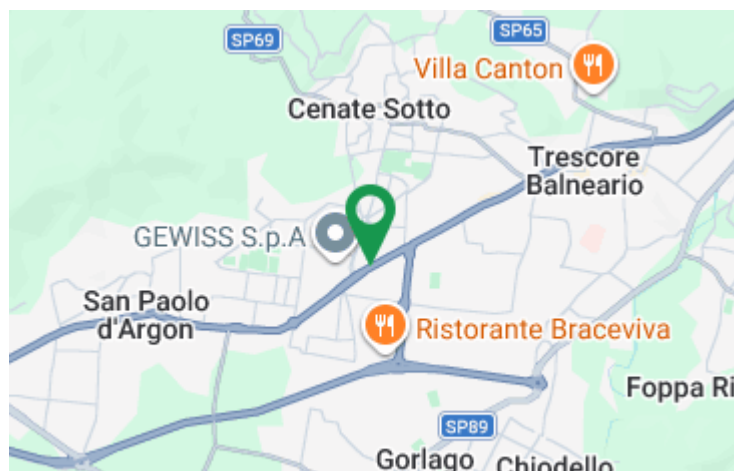 SP65
SP69
Villa Canton
Cenate Sotto
Trescore
Balneario
GEWISS S.p.A
San Paolo
d'Argon
Ristorante Braceviva
Foppa Ri
SP89
Gorlago
Chiodello